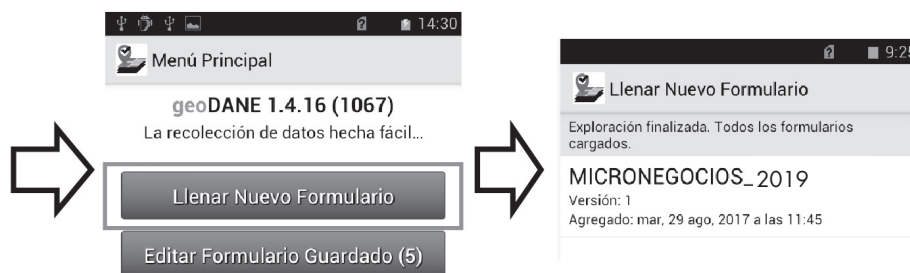 14:30
Menú Principal
geoDANE 1.4.16 (1067)
La recolección de datos hecha fácil...
Llenar Nuevo Formulario
Editar Formulario Guardado (5)
9:25
Llenar Nuevo Formulario
Exploración finalizada. Todos los formularios
cargados.
MICRONEGOCIOS_2019
Versión: 1
Agregado: mar, 29 ago, 2017 a las 11:45